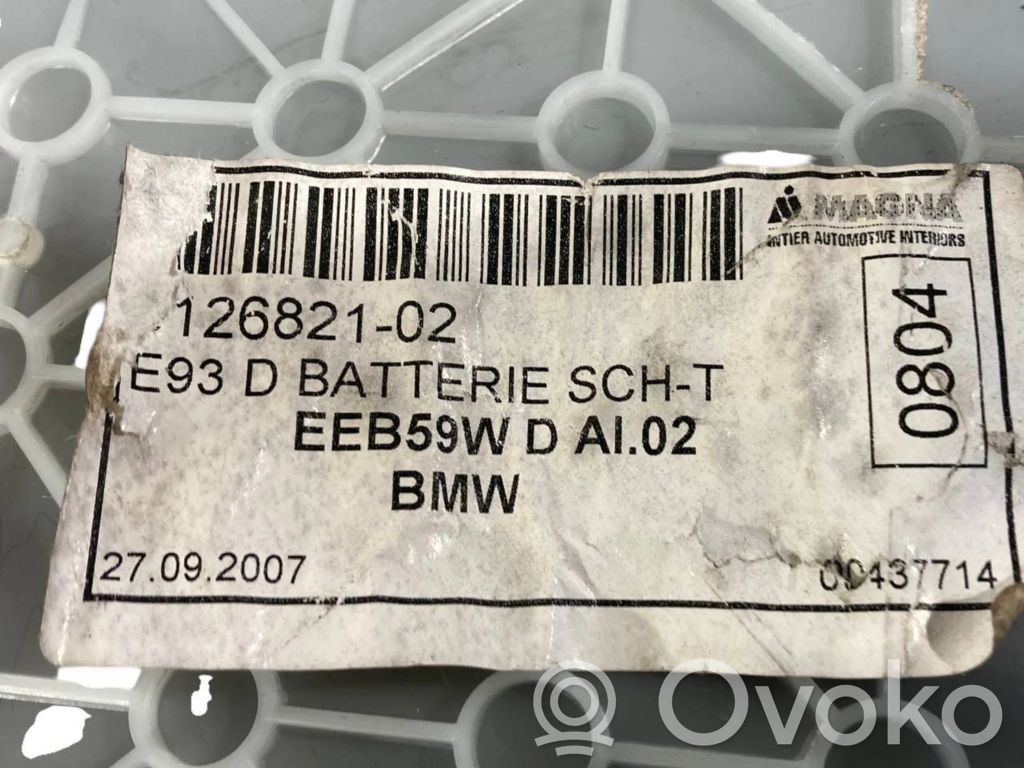 MAGNA
INTIER AUTOMOTIVE INTERIORS
126821-02
0804
E93 D BATTERIE SCH-T
EEB59W D AI.02
BMW
27.09.2007
00437714
Ovoko